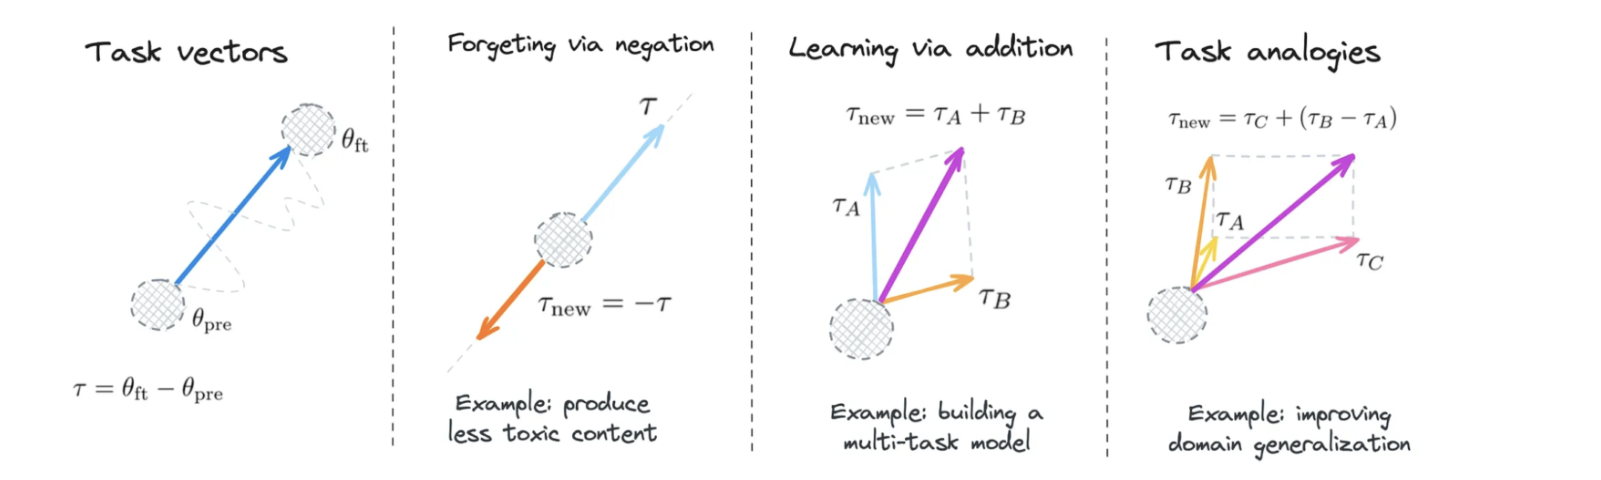 Task vectors
θft
θpre
τ = θft − θpre
Forgeting via negation
τ
τnew = −τ
Example: produce
less toxic content
Learning via addition
τnew = τA + τB
τA
τB
Example: building a
multi-task model
Task analogies
τnew = τC + (τB − τA)
τB
τA
τC
Example: improving
domain generalization